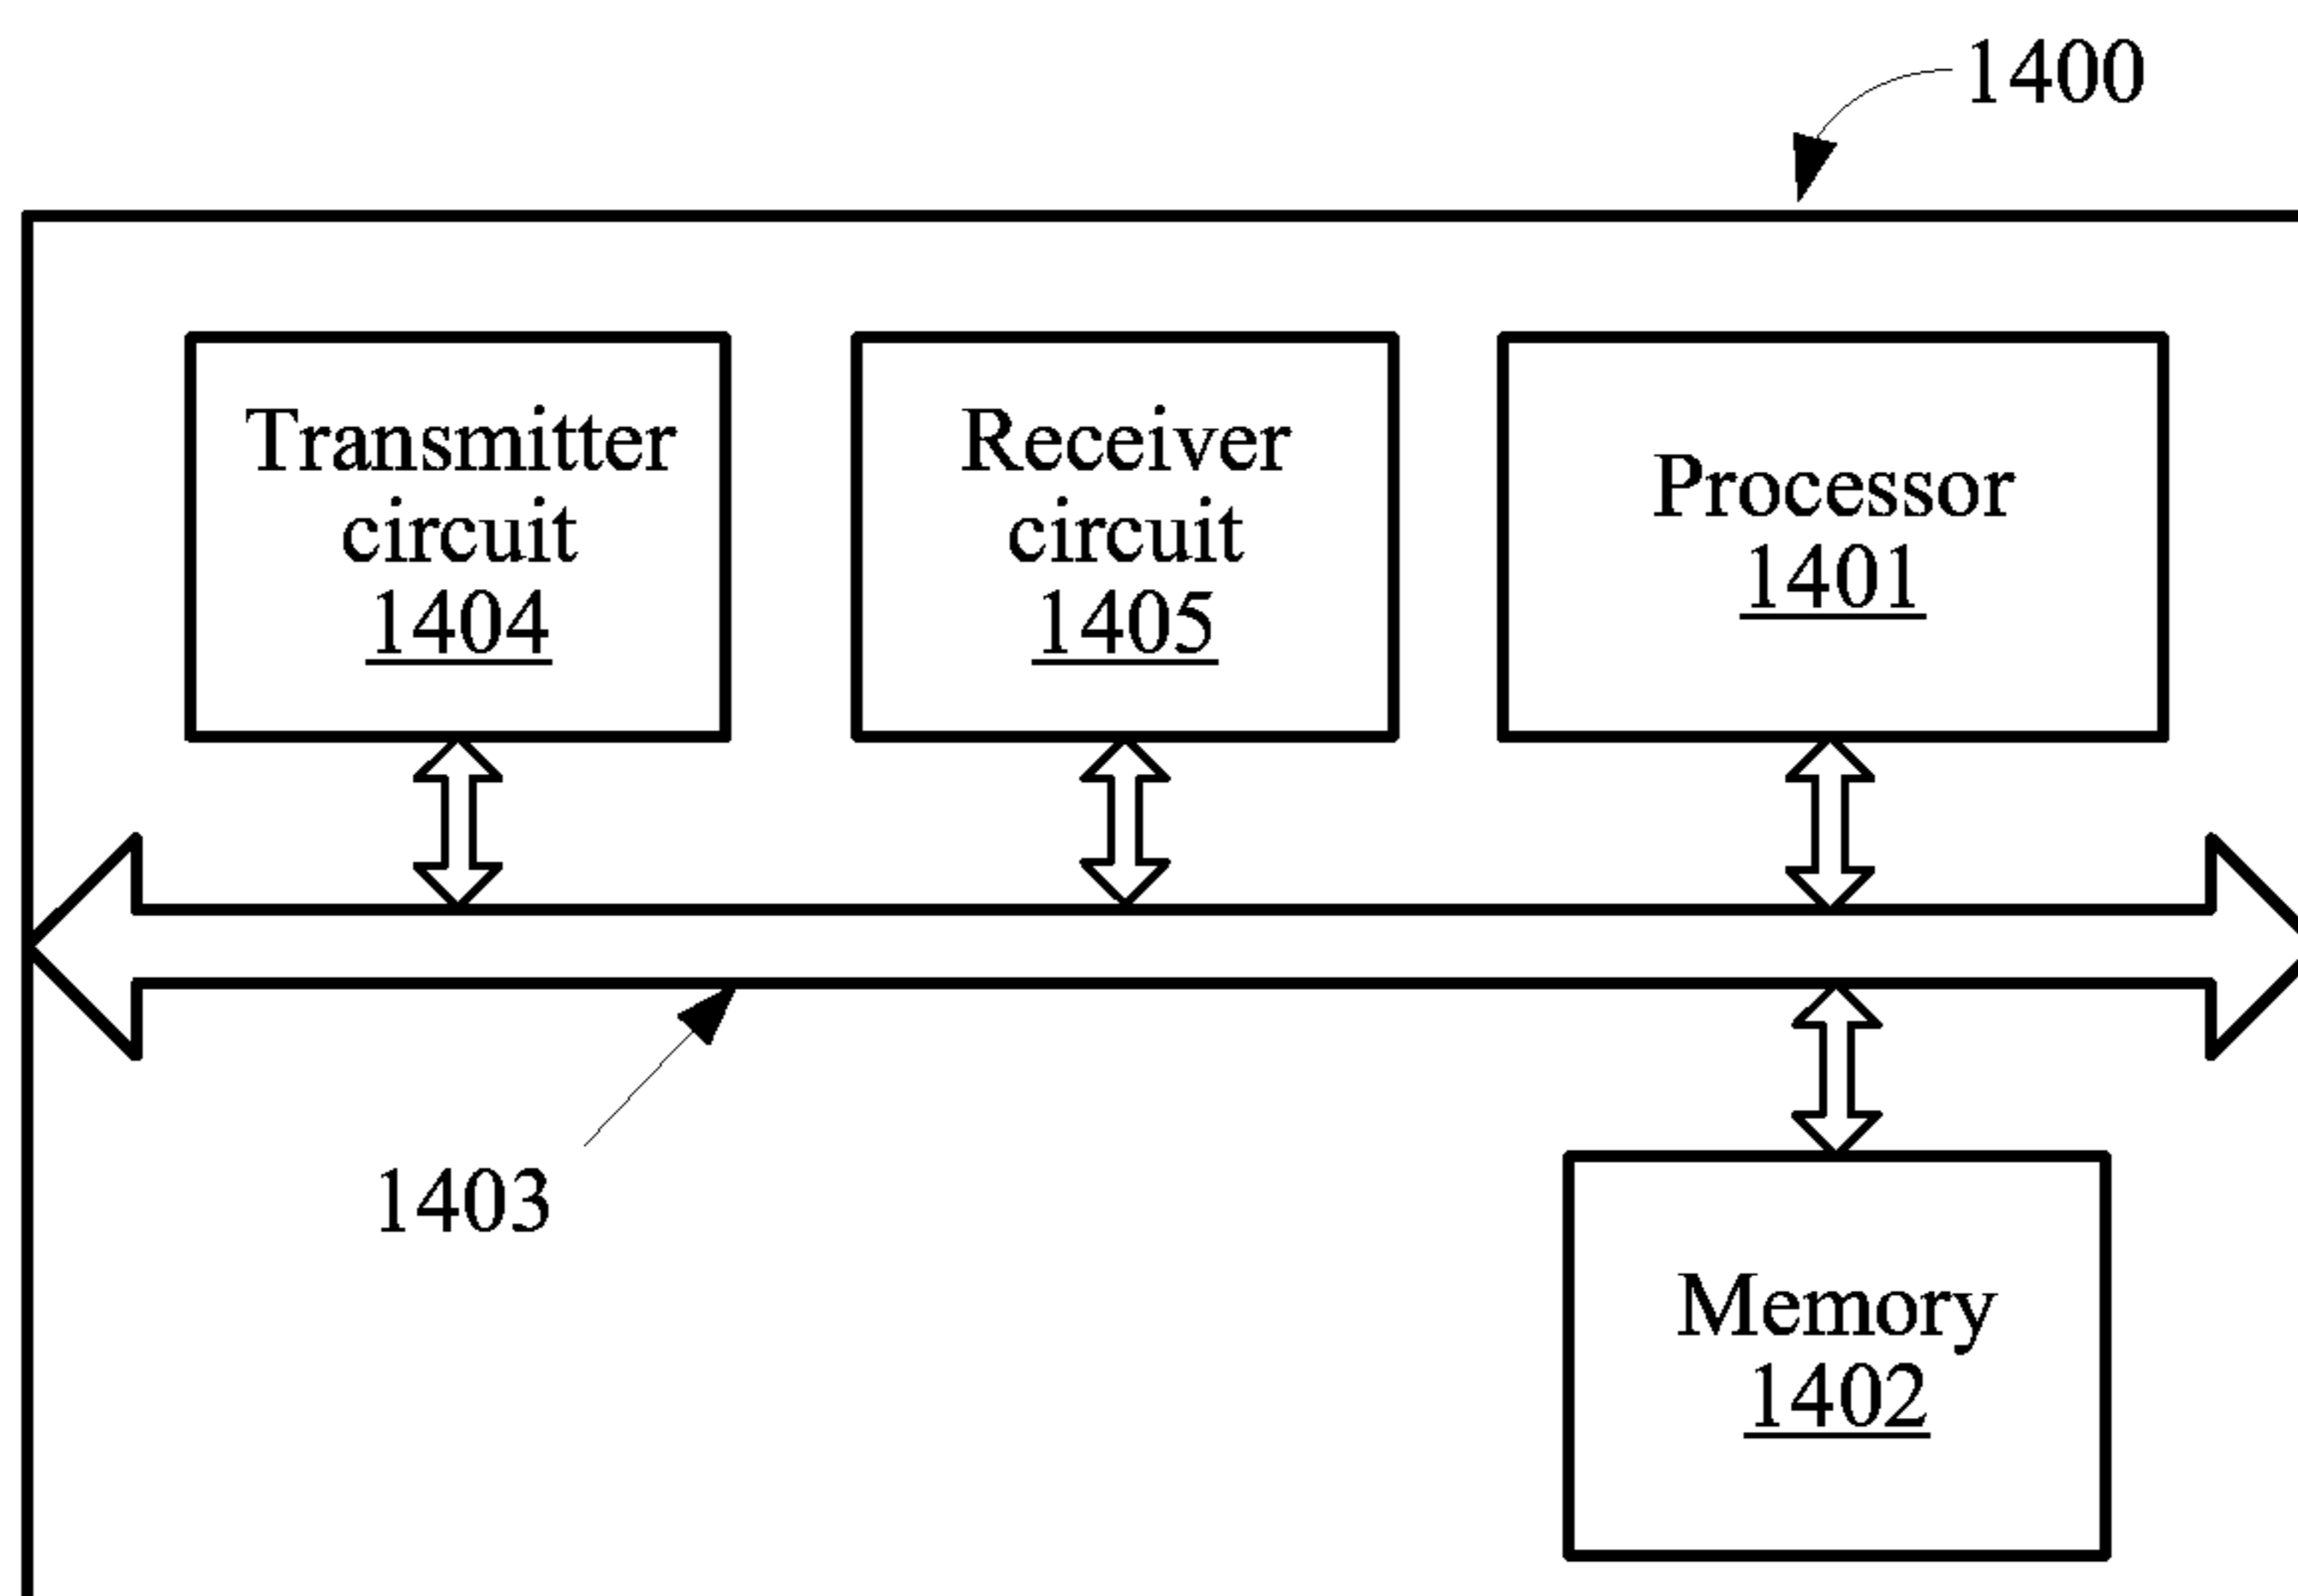 1400
Transmitter
circuit
1404
Receiver
circuit
1405
Processor
1401
1403
Memory
1402